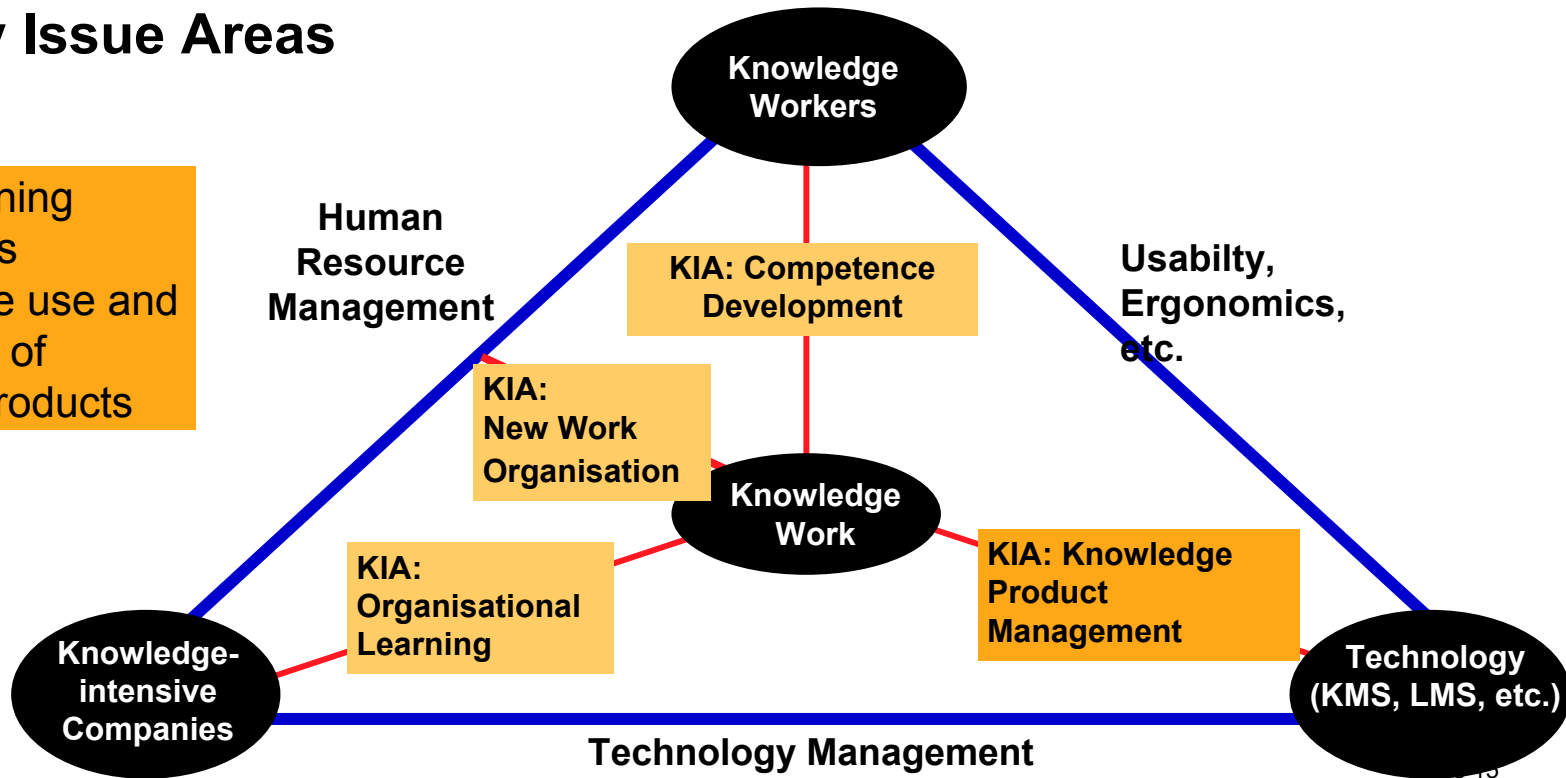 Issue Areas
Knowledge
Workers
Human
Resource
Management
KIA: Competence
Development
Usabilty,
Ergonomics,
etc.
use and
of
KIA:
New Work
Organisation
Knowledge
Work
KIA:
Organisational
Learning
KIA: Knowledge
Product
Management
Knowledge-
intensive
Companies
Technology
(KMS, LMS, etc.)
Technology Management